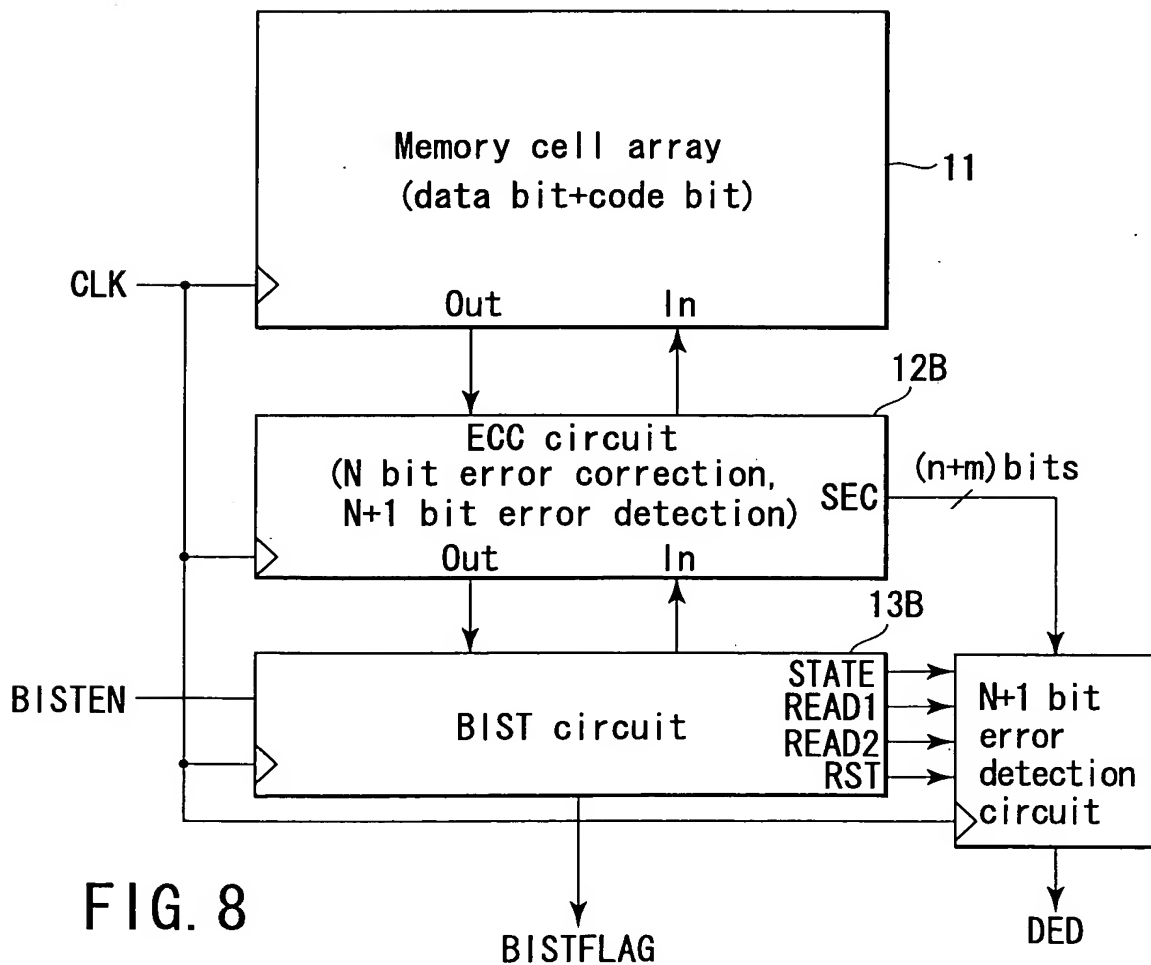 Memory cell array
(data bit+code bit)
11
CLK
Out
In
12B
ECC circuit
(N bit error correction,
N+1 bit error detection)
SEC
(n+m)bits
Out
In
13B
BISTEN
BIST circuit
STATE
READ1
READ2
RST
N+1 bit
error
detection
circuit
FIG. 8
BISTFLAG
DED